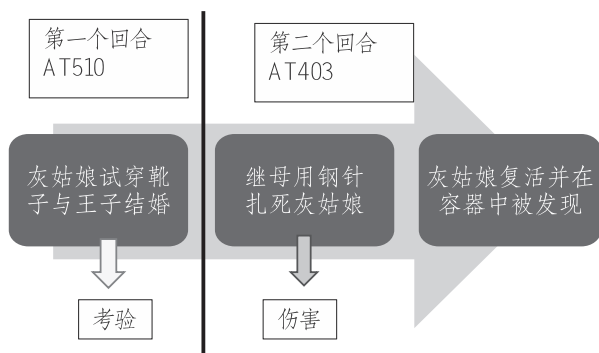 第一个回合
AT510
第二个回合
AT403
灰姑娘试穿靴
子与王子结婚
继母用钢针
扎死灰姑娘
灰姑娘复活并在
容器中被发现
考验
伤害